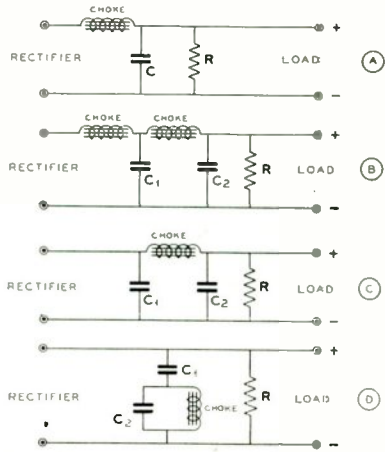 CHOKE
+
RECTIFIER C R LOAD A
-
CHOKE CHOKE
+
RECTIFIER C1 C2 R LOAD B
-
CHOKE
+
RECTIFIER C1 C2 R LOAD C
-
+
C1
RECTIFIER C2 CHOKE R LOAD D
-